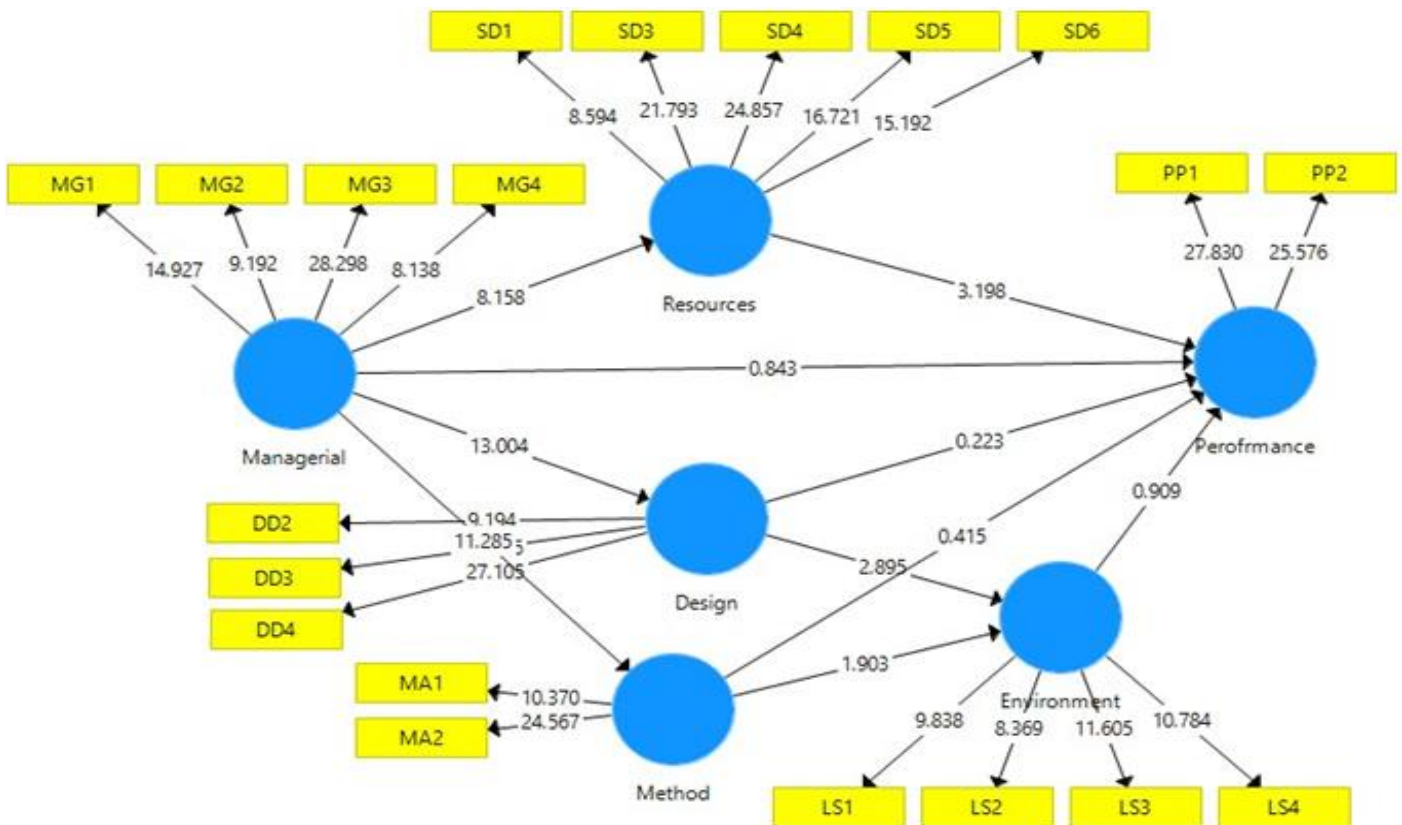 SD1
SD3
SD4
SD5
SD6
8.594
21.793
24.857
16.721
15.192
MG1
MG2
MG3
MG4
PP1
PP2
14.927
9.192
28.298
8.138
27.830
25.576
8.158
Resources
3.198
0.843
Managerial
13.004
0.223
Perofrmance
0.909
DD2
9.194
DD3
11.285
DD4
27.105
Design
2.895
0.415
MA1
10.370
MA2
24.567
Method
1.903
Environment
9.838
8.369
11.605
10.784
LS1
LS2
LS3
LS4